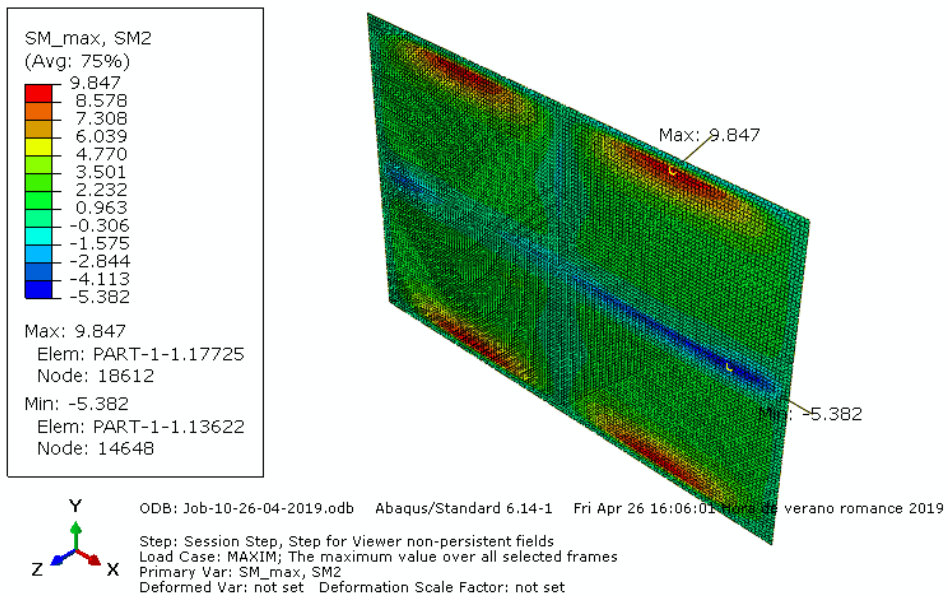 SM_max, SM2
(Avg: 75%)
9.847
8.578
7.308
6.039
4.770
3.501
2.232
0.963
-0.306
-1.575
-2.844
-4.113
-5.382
Max: 9.847
Elem: PART-1-1.17725
Node: 18612
Min: -5.382
Elem: PART-1-1.13622
Node: 14648
Max: 9.847
Min: -5.382
Y
Z
X
ODB: Job-10-26-04-2019.odb Abaqus/Standard 6.14-1 Fri Apr 26 16:06:01 Hora de verano romance 2019
Step: Session Step, Step for Viewer non-persistent fields
Load Case: MAXIM; The maximum value over all selected frames
Primary Var: SM_max, SM2
Deformed Var: not set Deformation Scale Factor: not set